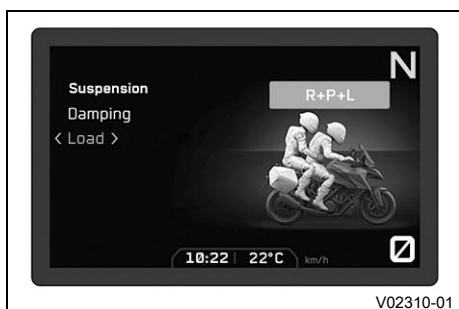 N
Suspension
R+P+L
Damping
< Load >
0
10:22 22°C km/h
V02310-01